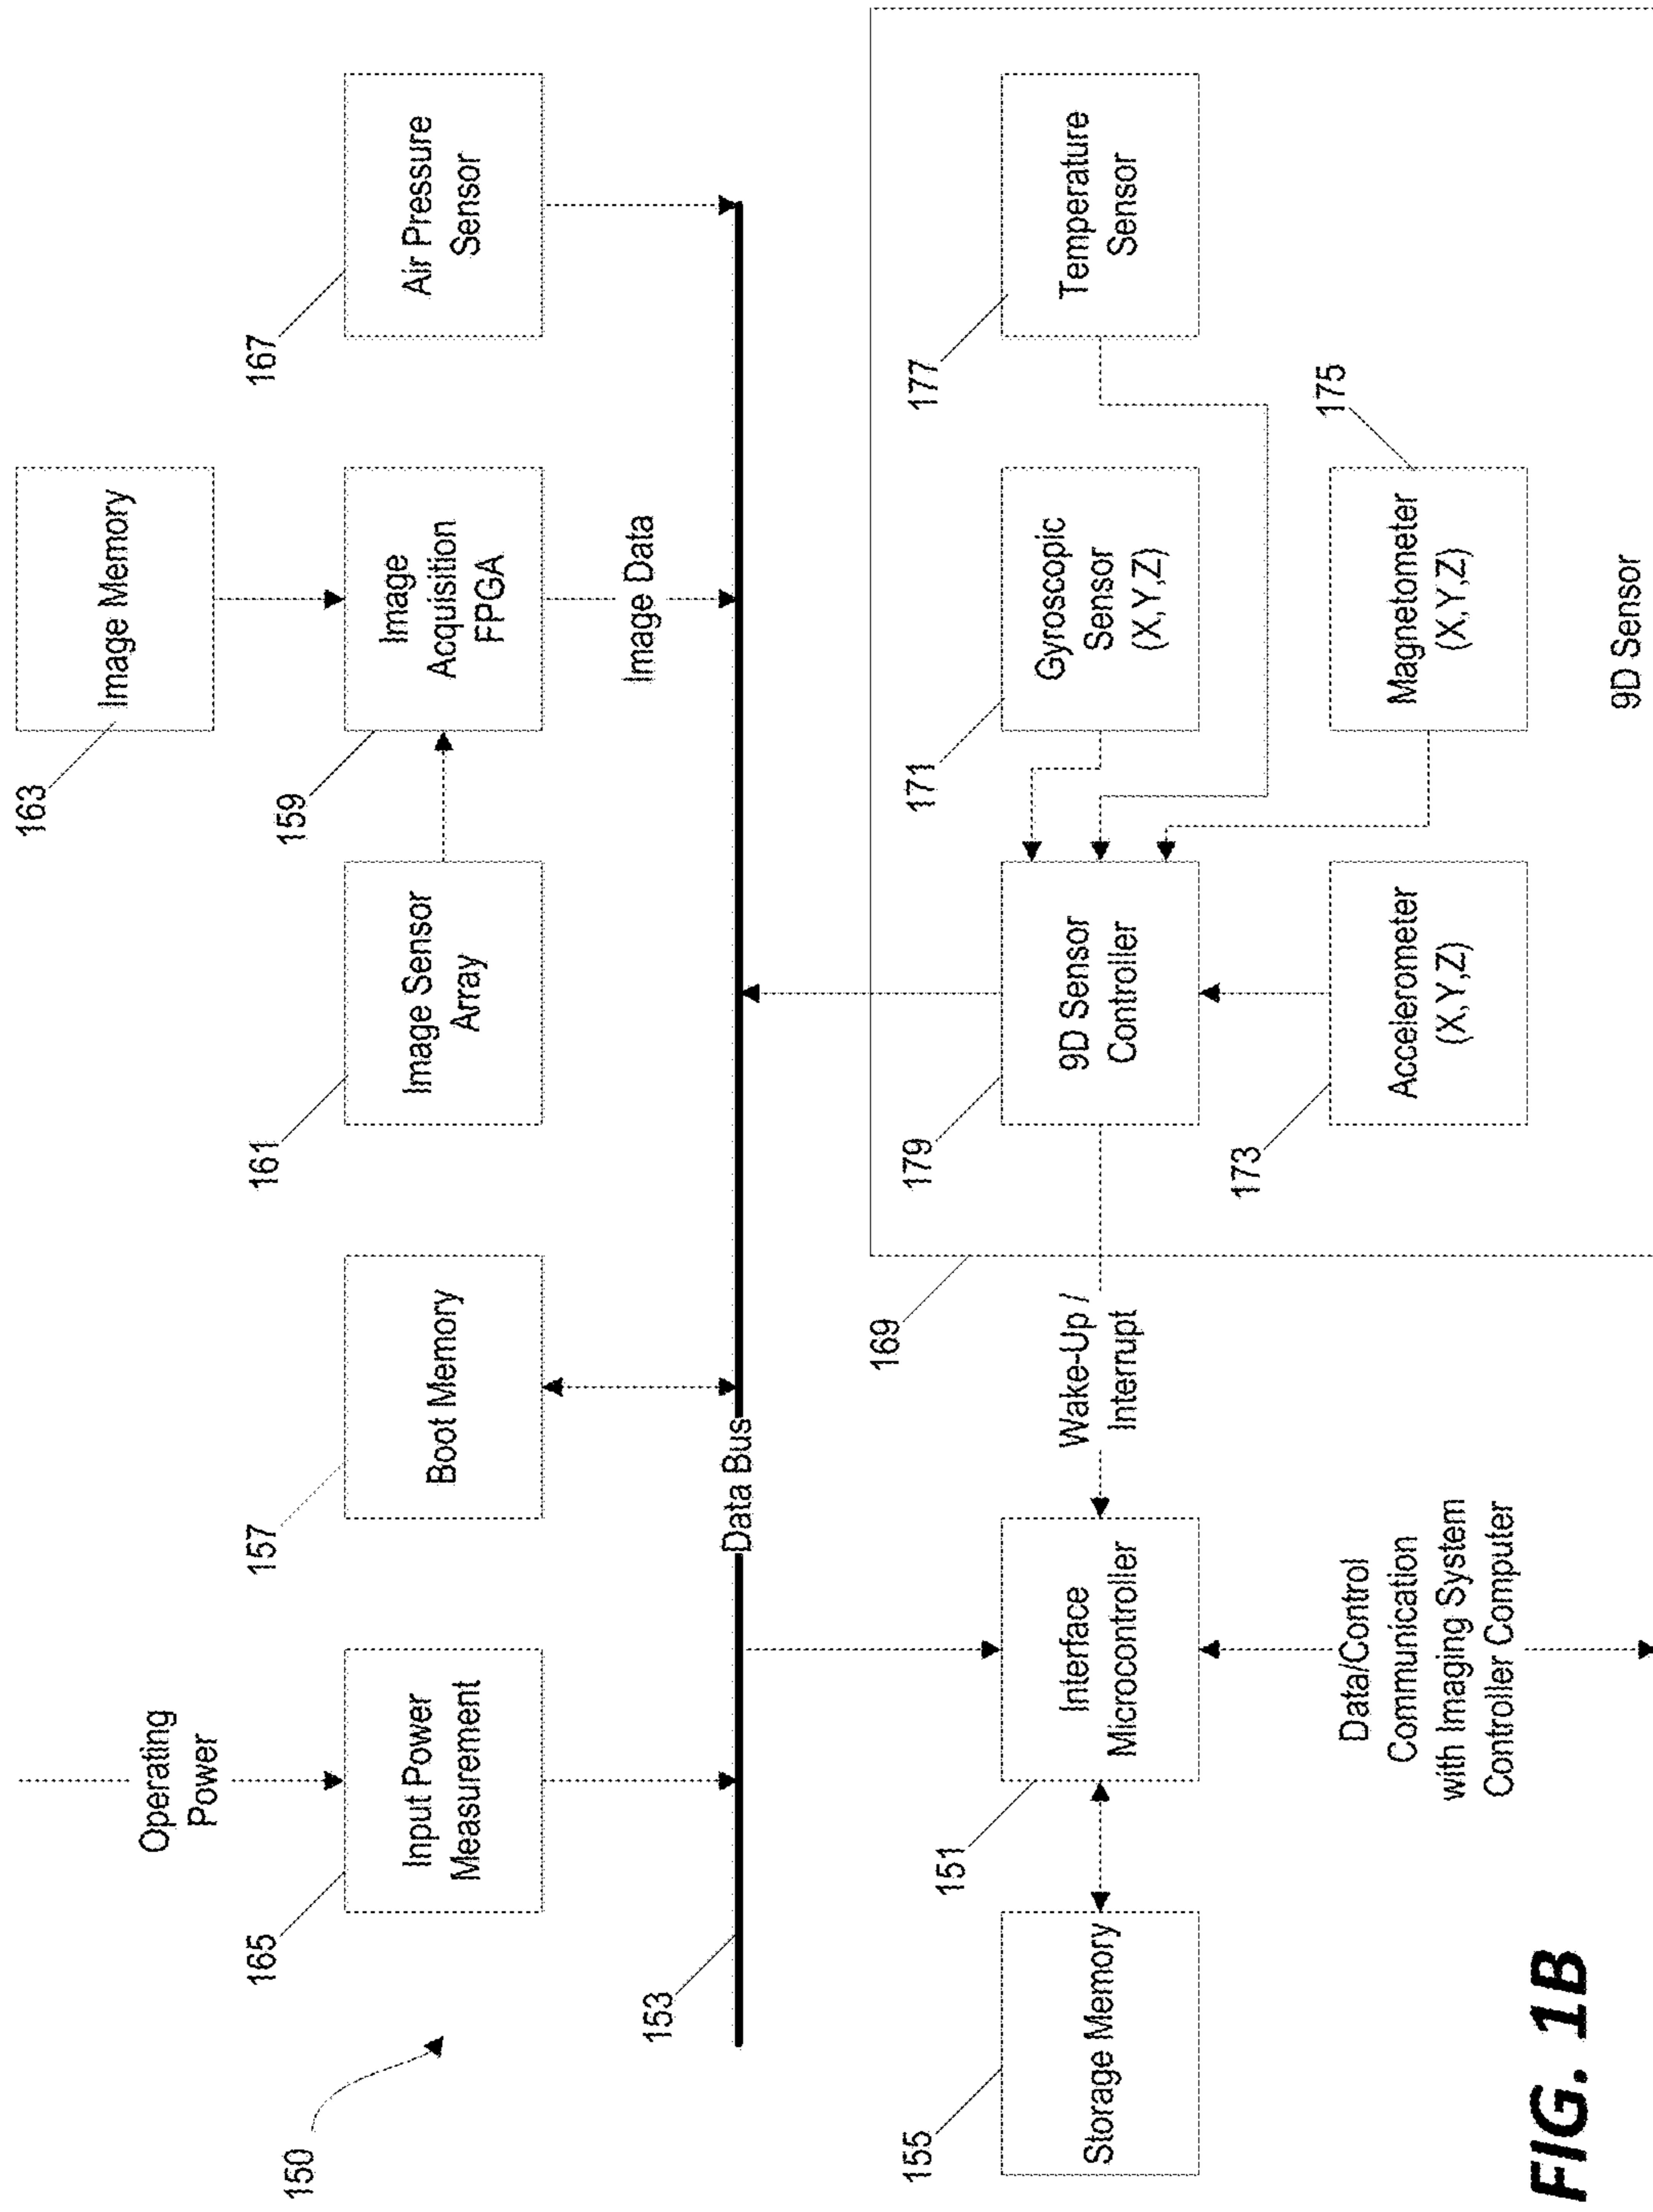 150
Operating
Power
165
Input Power
Measurement
157
Boot Memory
161
Image Sensor
Array
163
Image Memory
159
Image
Acquisition
FPGA
Image Data
167
Air Pressure
Sensor
153
Data Bus
155
Storage Memory
151
Interface
Microcontroller
Wake-Up /
Interrupt
Data/Control
Communication
with Imaging System
Controller Computer
169
179
9D Sensor
Controller
171
Gyroscopic
Sensor
(X,Y,Z)
177
Temperature
Sensor
173
Accelerometer
(X,Y,Z)
175
Magnetometer
(X,Y,Z)
9D Sensor
FIG. 1B